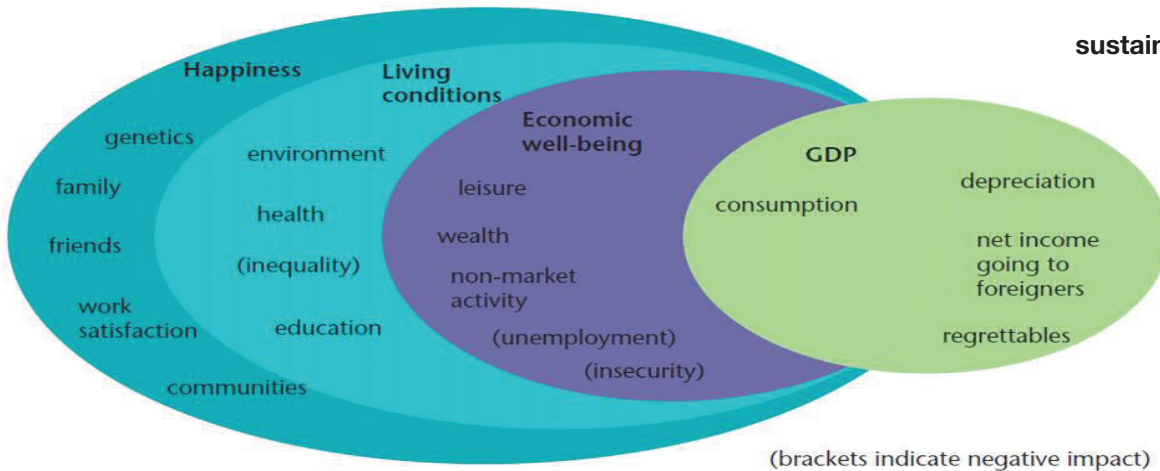 sustain
Happiness
genetics
family
friends
work
satisfaction
communities
Living
conditions
environment
health
(inequality)
education
Economic
well-being
leisure
wealth
non-market
activity
(unemployment)
(insecurity)
GDP
consumption
depreciation
net income
going to
foreigners
regrettables
(brackets indicate negative impact)